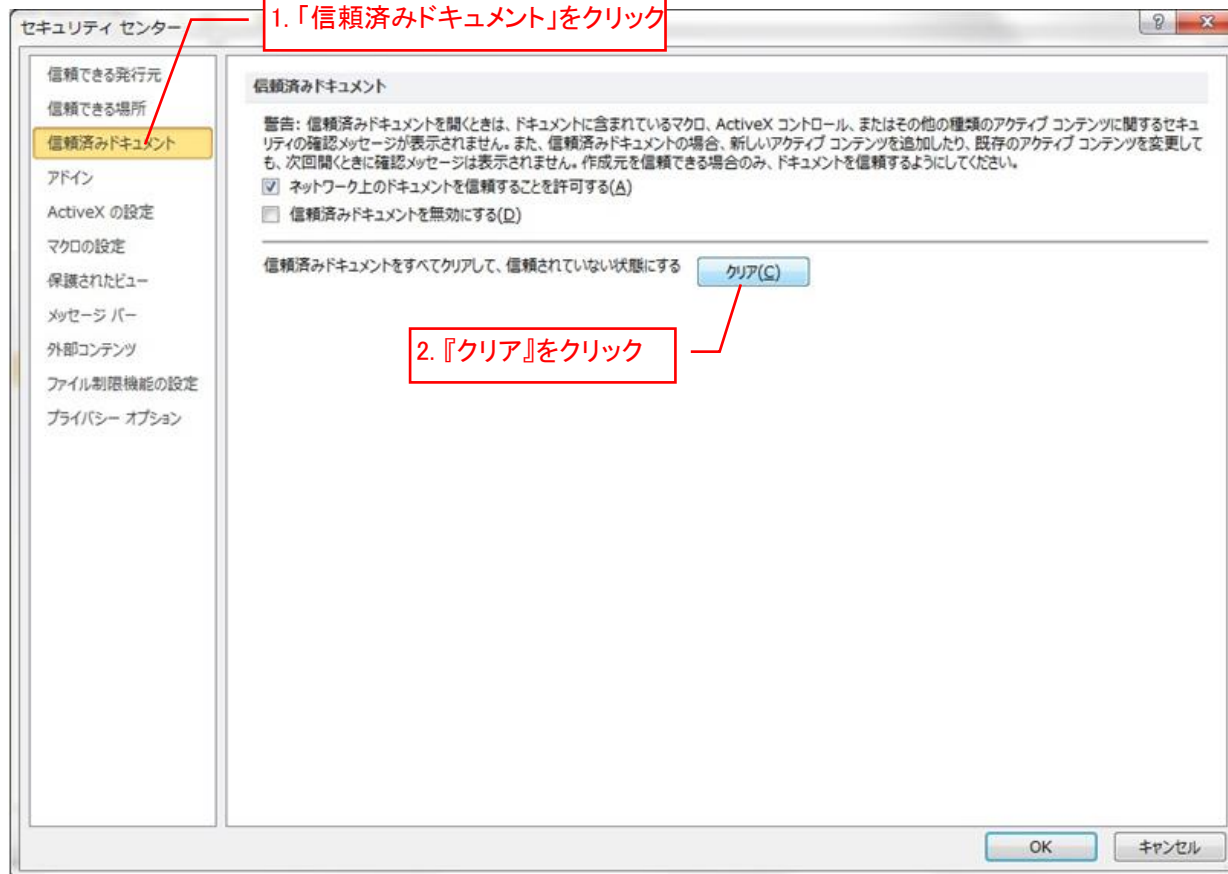 1. 「信頼済みドキュメント」をクリック
セキュリティ センター
信頼できる発行元
信頼できる場所
信頼済みドキュメント
アドイン
ActiveX の設定
マクロの設定
保護されたビュー
メッセージ バー
外部コンテンツ
ファイル制限機能の設定
プライバシー オプション
信頼済みドキュメント
警告: 信頼済みドキュメントを開くときは、ドキュメントに含まれているマクロ、ActiveX コントロール、またはその他の種類のアクティブ コンテンツに関するセキュ
リティの確認メッセージが表示されません。また、信頼済みドキュメントの場合、新しいアクティブ コンテンツを追加したり、既存のアクティブ コンテンツを変更して
も、次回開くときに確認メッセージは表示されません。作成元を信頼できる場合のみ、ドキュメントを信頼するようにしてください。
ネットワーク上のドキュメントを信頼することを許可する(A)
信頼済みドキュメントを無効にする(D)
信頼済みドキュメントをすべてクリアして、信頼されていない状態にする クリア(C)
2. 『クリア』をクリック
OK キャンセル